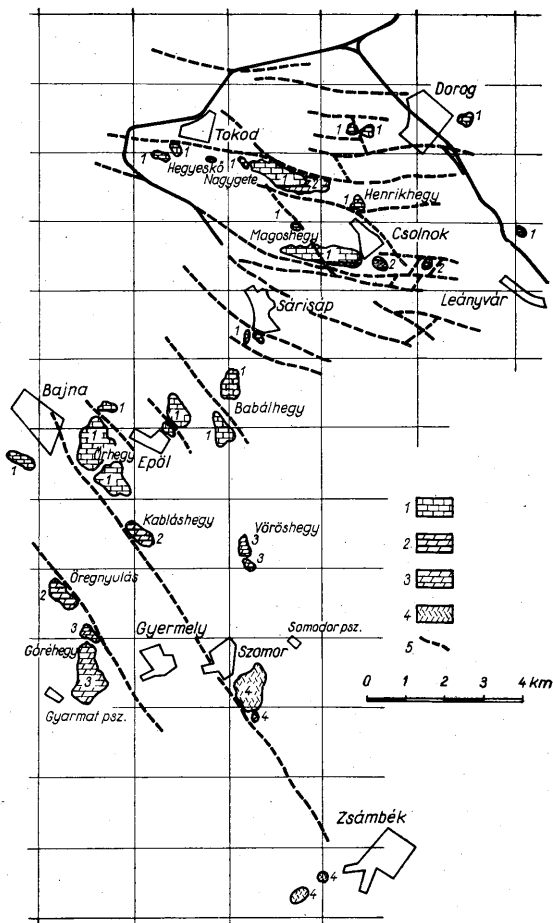 Dorog
1
1
1
Tokod
1
1
1
Hegyeskő
Nagygete
1
2
Henrikhegy
1
1
Magoshegy
1
Csolnok
2
2
1
Leányvár
Sárisáp
1
1
Babálhegy
1
1
Bajna
1
1
Őrhegy
Epöl
1
1
Kablóshegy
2
Vöröshegy
3
3
Öregnyulás
2
3
Góréhegy
3
Gyarmat psz.
Gyermely
Szomor
Somodor psz.
4
4
1
2
3
4
5
0 1 2 3 4 km
Zsámbék
4
4